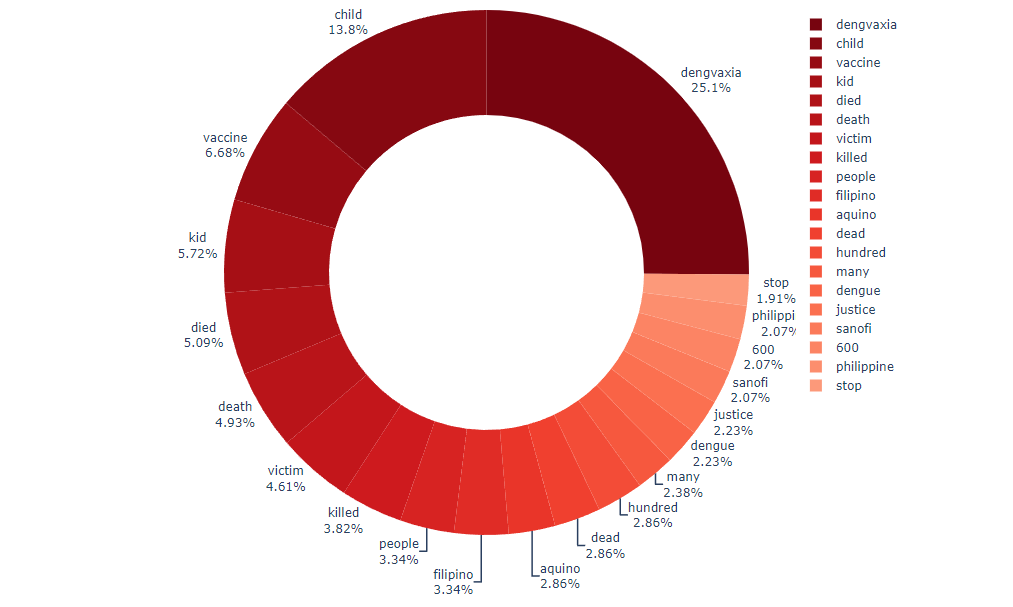 child
13.8%
dengvaxia
25.1%
vaccine
6.68%
kid
5.72%
died
5.09%
death
4.93%
victim
4.61%
killed
3.82%
people
3.34%
filipino
3.34%
aquino
2.86%
dead
2.86%
hundred
2.86%
many
2.38%
dengue
2.23%
justice
2.23%
sanofi
2.07%
600
2.07%
philippi
2.07%
stop
1.91%
dengvaxia
child
vaccine
kid
died
death
victim
killed
people
filipino
aquino
dead
hundred
many
dengue
justice
sanofi
600
philippine
stop